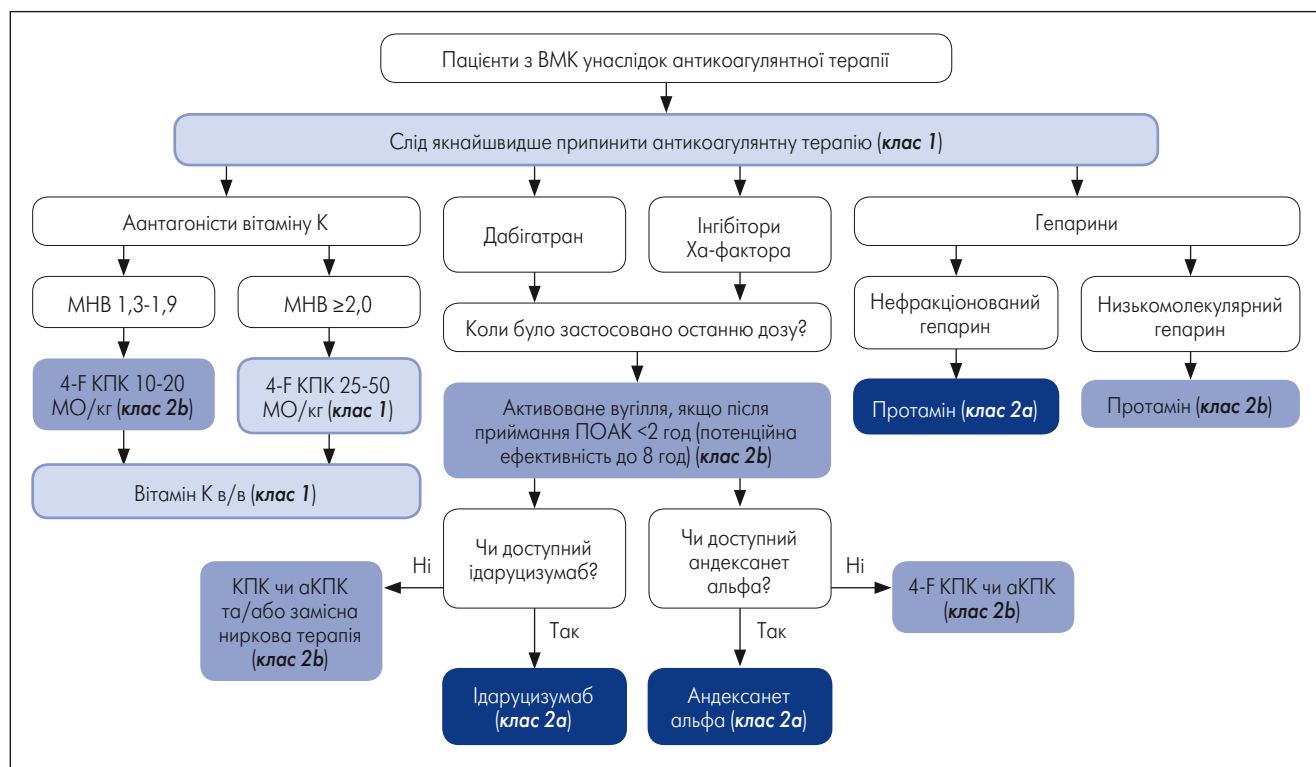 Пацієнти з ВМК унаслідок антикоагулянтної терапії
Слід якнайшвидше припинити антикоагулянтну терапію (клас 1)
Аантагоністи вітаміну К
Дабігатран
Інгібітори
Ха-фактора
Гепарини
МНВ 1,3-1,9
МНВ ≥2,0
Коли було застосовано останню дозу?
Нефракціонований
гепарин
Низькомолекулярний
гепарин
4-F КПК 10-20
МО/кг (клас 2b)
4-F КПК 25-50
МО/кг (клас 1)
Активоване вугілля, якщо після
приймання ПОАК <2 год (потенційна
ефективність до 8 год) (клас 2b)
Протамін (клас 2a)
Протамін (клас 2b)
Вітамін К в/в (клас 1)
Чи доступний
ідаруцизумаб?
Чи доступний
андексанет
альфа?
Ні
Ні
КПК чи аКПК
та/або замісна
ниркова терапія
(клас 2b)
4-F КПК чи аКПК
(клас 2b)
Так
Так
Ідаруцизумаб
(клас 2a)
Андексанет
альфа (клас 2a)